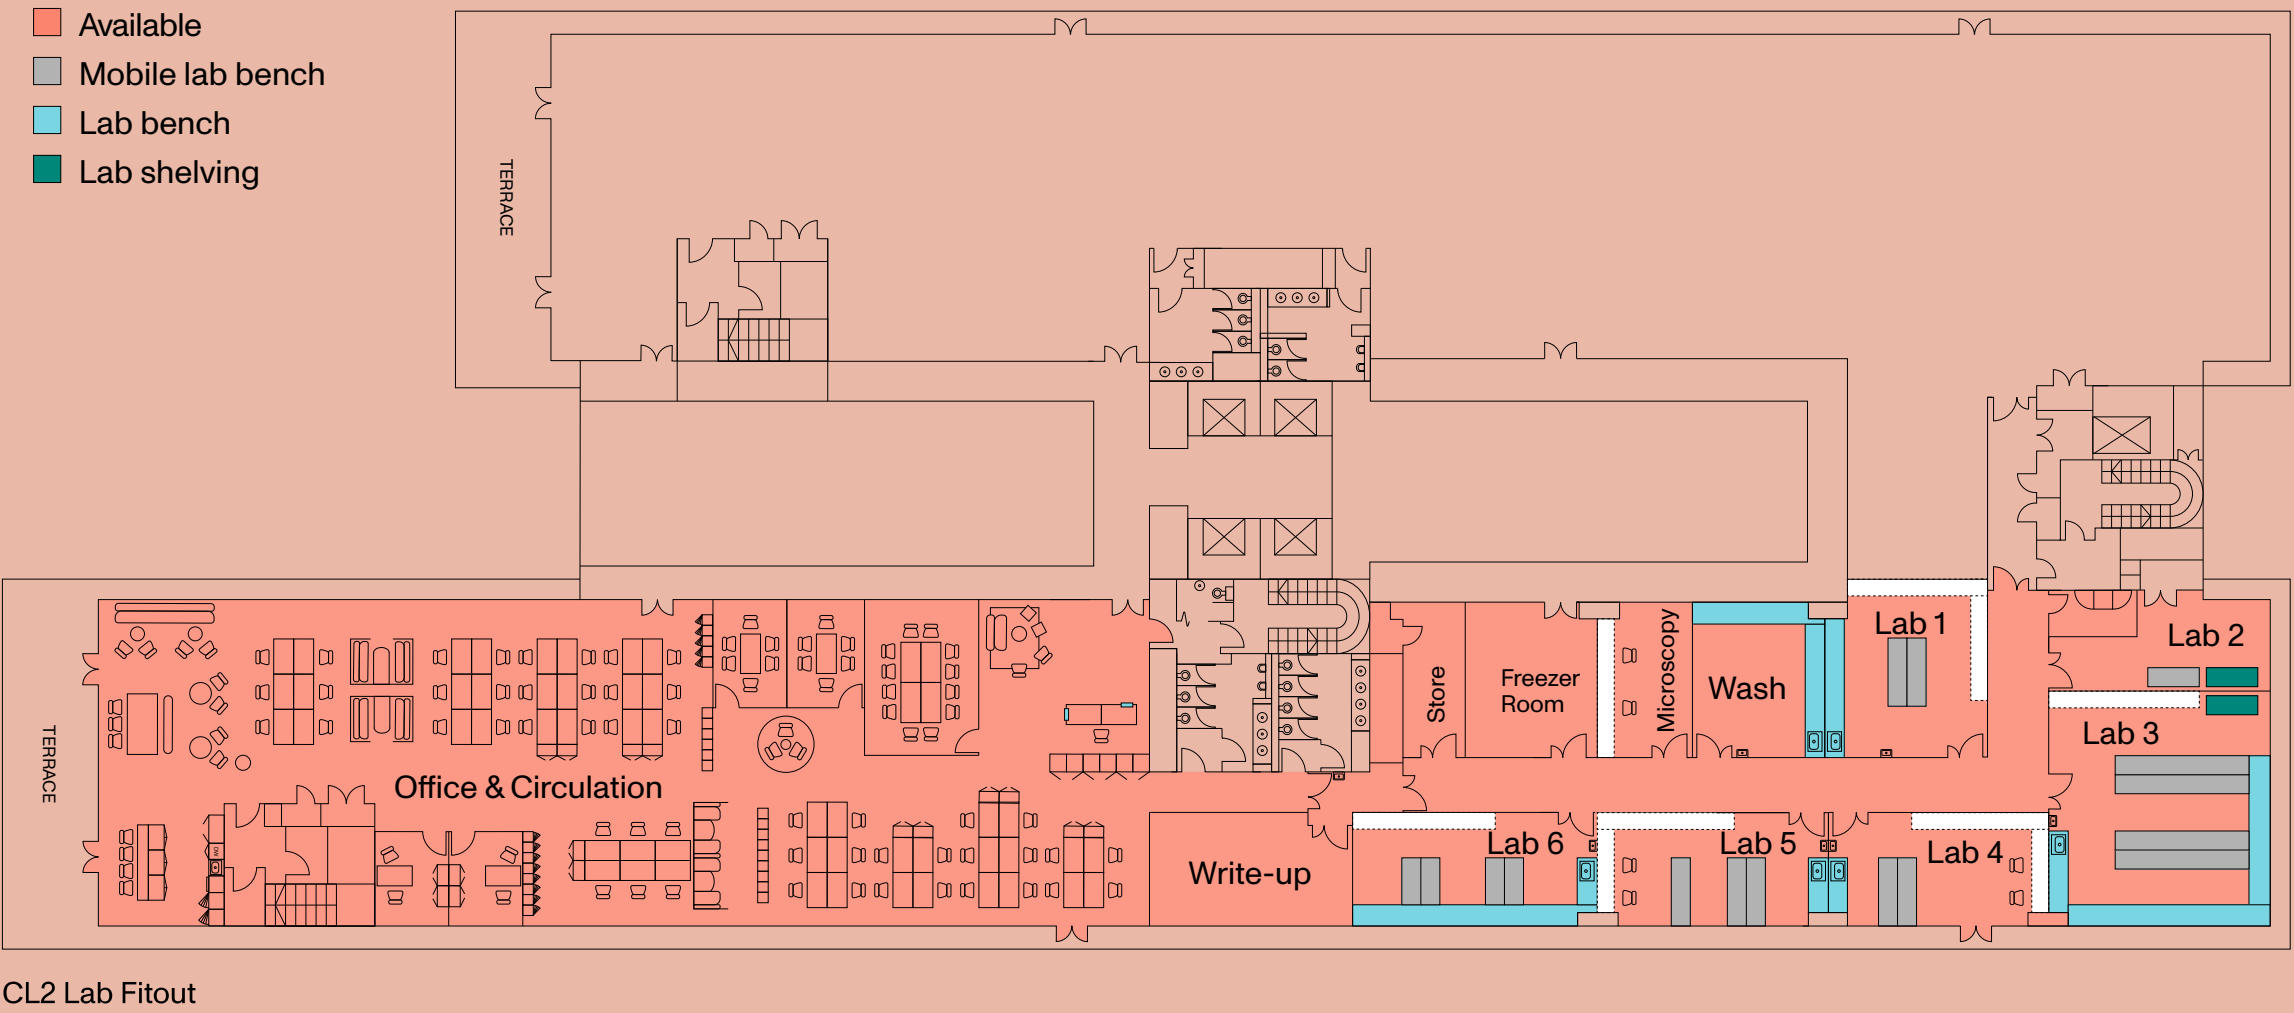 Available
Mobile lab bench
Lab bench
Lab shelving
TERRACE
TERRACE
Office & Circulation
Store
Freezer
Room
Microscopy
Wash
Lab 1
Lab 2
Lab 3
Write-up
Lab 6
Lab 5
Lab 4
CL2 Lab Fitout